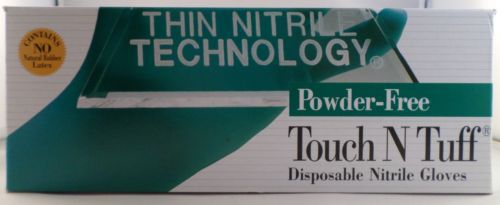 CONTAINS
NO
Natural Rubber
Latex
THIN NITRILE
TECHNOLOGY©
Powder-Free
Touch N Tuff®
Disposable Nitrile Gloves